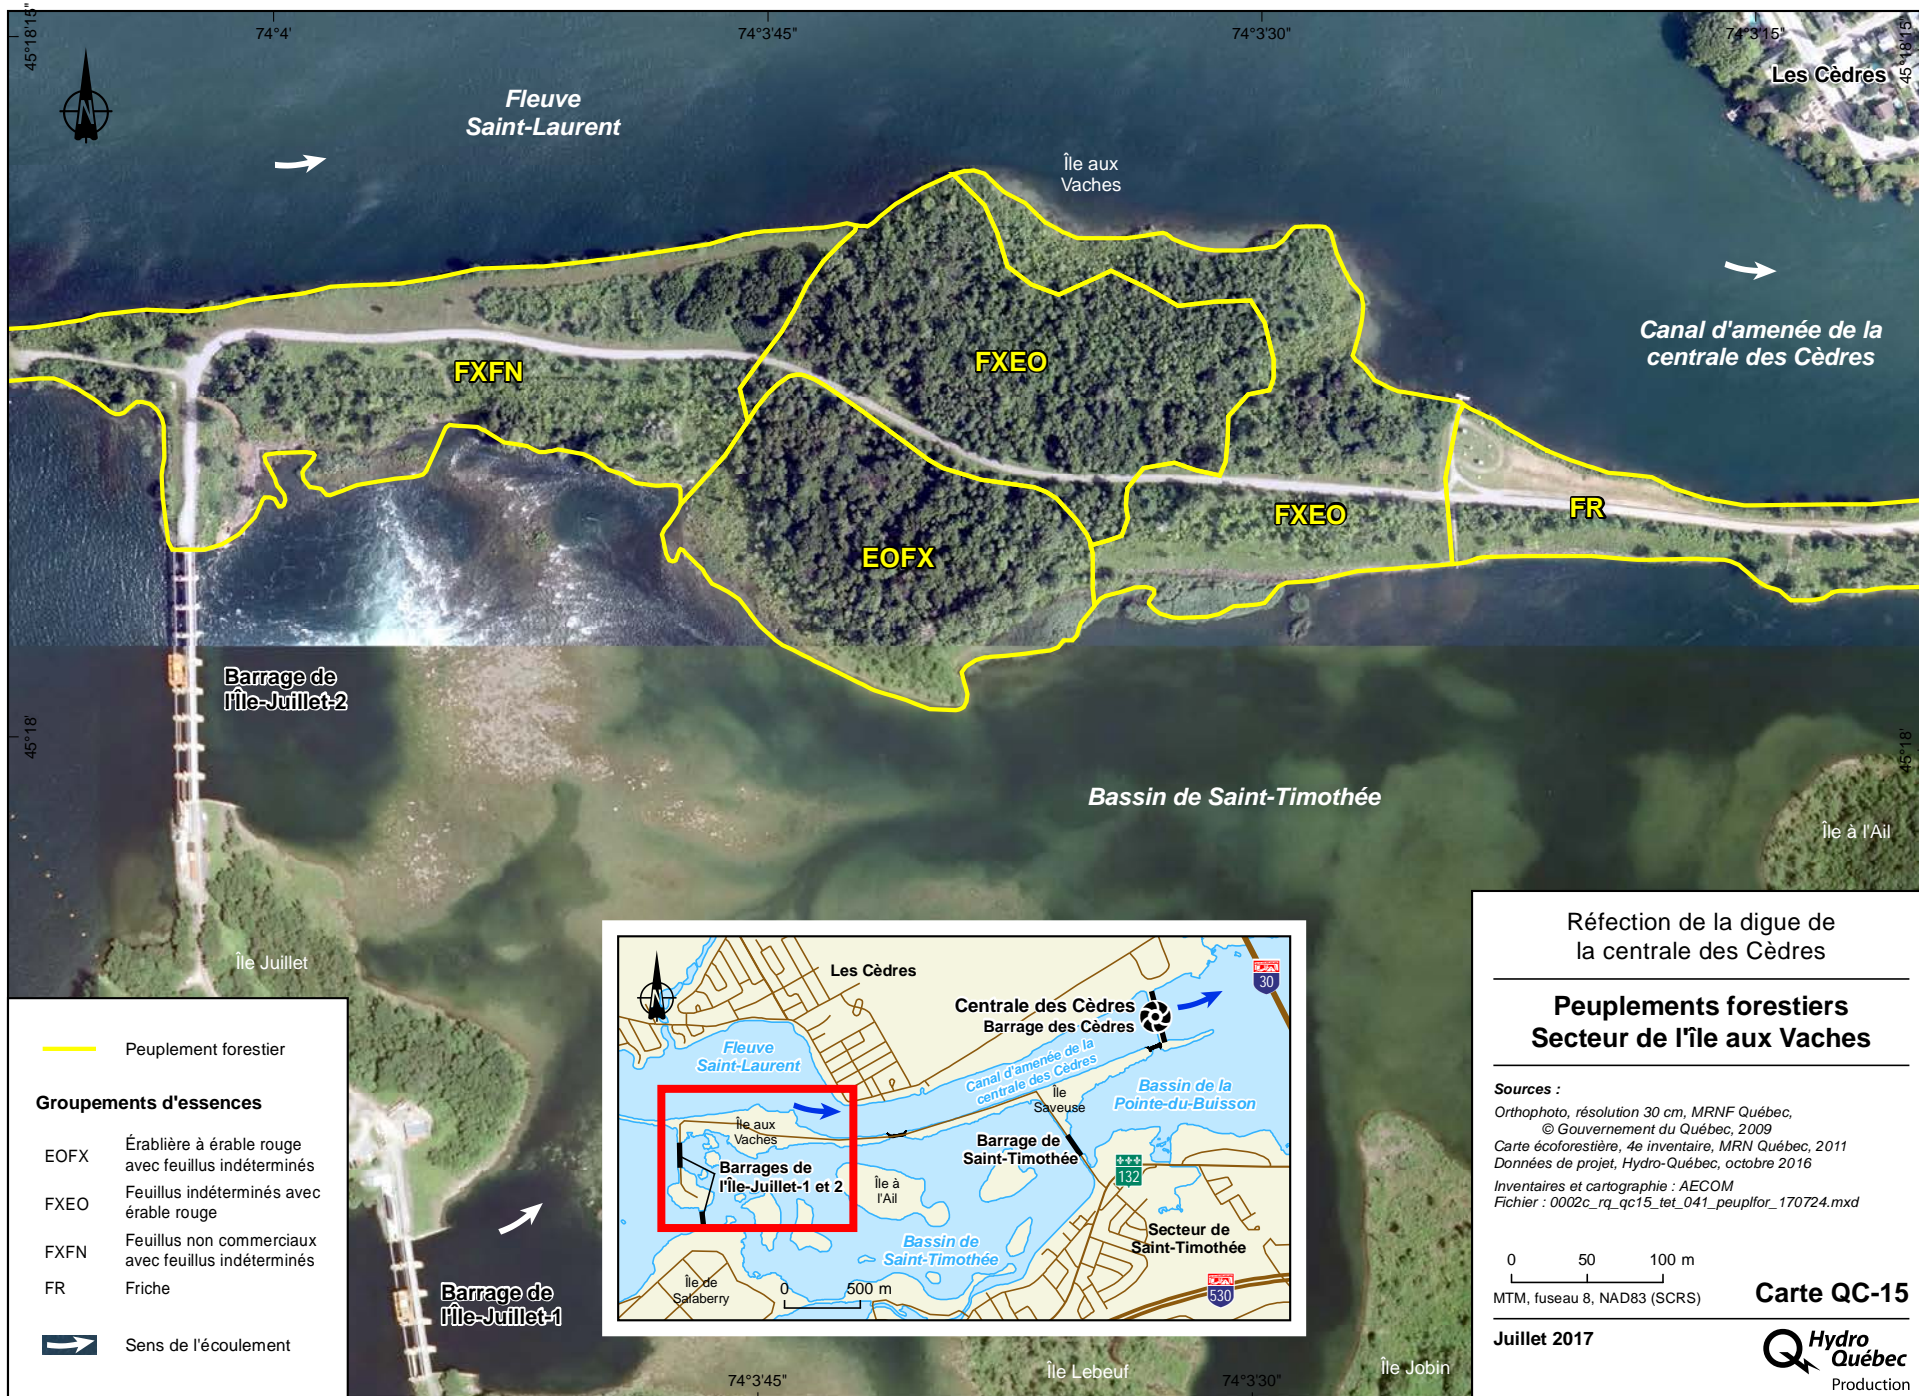 74°4'
74°3'45"
74°3'30"
74°3'15"
45°18'15"
45°18'15"
Les Cèdres
Fleuve
Saint-Laurent
Île aux
Vaches
Canal d'amenée de la
centrale des Cèdres
FXFN
FXEO
FXEO
FR
EOFX
Barrage de
l'Île-Juillet-2
45°18'
45°18'
Bassin de Saint-Timothée
Île à l'Ail
Île Juillet
Barrage de
l'Île-Juillet-1
Île Lebeuf
Île Jobin
74°3'45"
74°3'30"
Peuplement forestier
Groupements d'essences
EOFX
Érablière à érable rouge
avec feuillus indéterminés
FXEO
Feuillus indéterminés avec
érable rouge
FXFN
Feuillus non commerciaux
avec feuillus indéterminés
FR
Friche
Sens de l'écoulement
Les Cèdres
Centrale des Cèdres
Barrage des Cèdres
30
Fleuve
Saint-Laurent
Canal d'amenée de la
centrale des Cèdres
Bassin de la
Pointe-du-Buisson
Île
Saveuse
Île aux
Vaches
Barrage de
Saint-Timothée
Barrages de
l'Île-Juillet-1 et 2
Île à
l'Ail
132
Secteur de
Saint-Timothée
Bassin de
Saint-Timothée
Île de
Salaberry
0 500 m
530
Réfection de la digue de
la centrale des Cèdres
Peuplements forestiers
Secteur de l'île aux Vaches
Sources :
Orthophoto, résolution 30 cm, MRNF Québec,
© Gouvernement du Québec, 2009
Carte écoforestière, 4e inventaire, MRN Québec, 2011
Données de projet, Hydro-Québec, octobre 2016
Inventaires et cartographie : AECOM
Fichier : 0002c_rq_qc15_tet_041_peuplfor_170724.mxd
0 50 100 m
MTM, fuseau 8, NAD83 (SCRS)
Carte QC-15
Juillet 2017
Hydro
Québec
Production